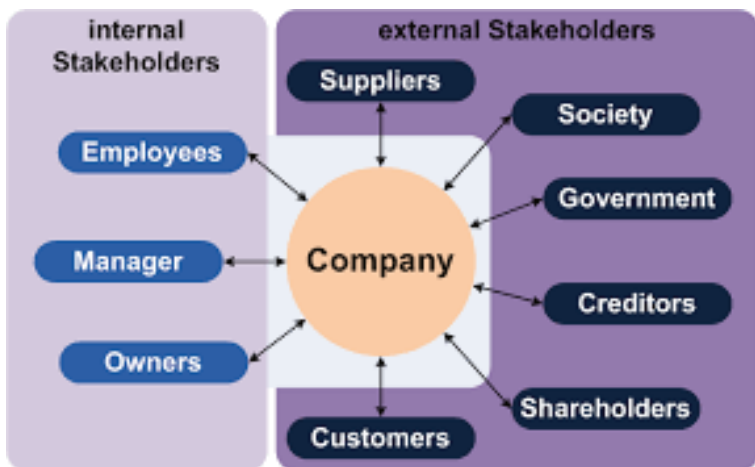 internal
Stakeholders
Employees
Manager
Owners
external Stakeholders
Suppliers
Society
Government
Creditors
Shareholders
Customers
Company